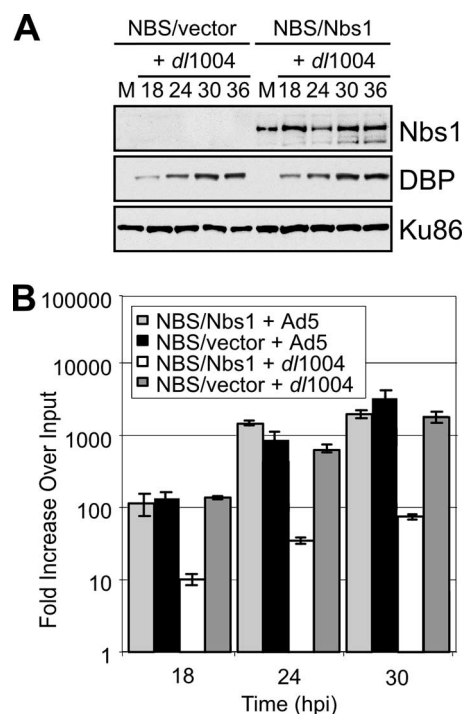 A
NBS/vector NBS/Nbs1
+ dl1004 + dl1004
M 18 24 30 36 M 18 24 30 36
Nbs1
DBP
Ku86
B
100000
10000
1000
100
10
1
Fold Increase Over Input
NBS/Nbs1 + Ad5
NBS/vector + Ad5
NBS/Nbs1 + dl1004
NBS/vector + dl1004
18 24 30
Time (hpi)